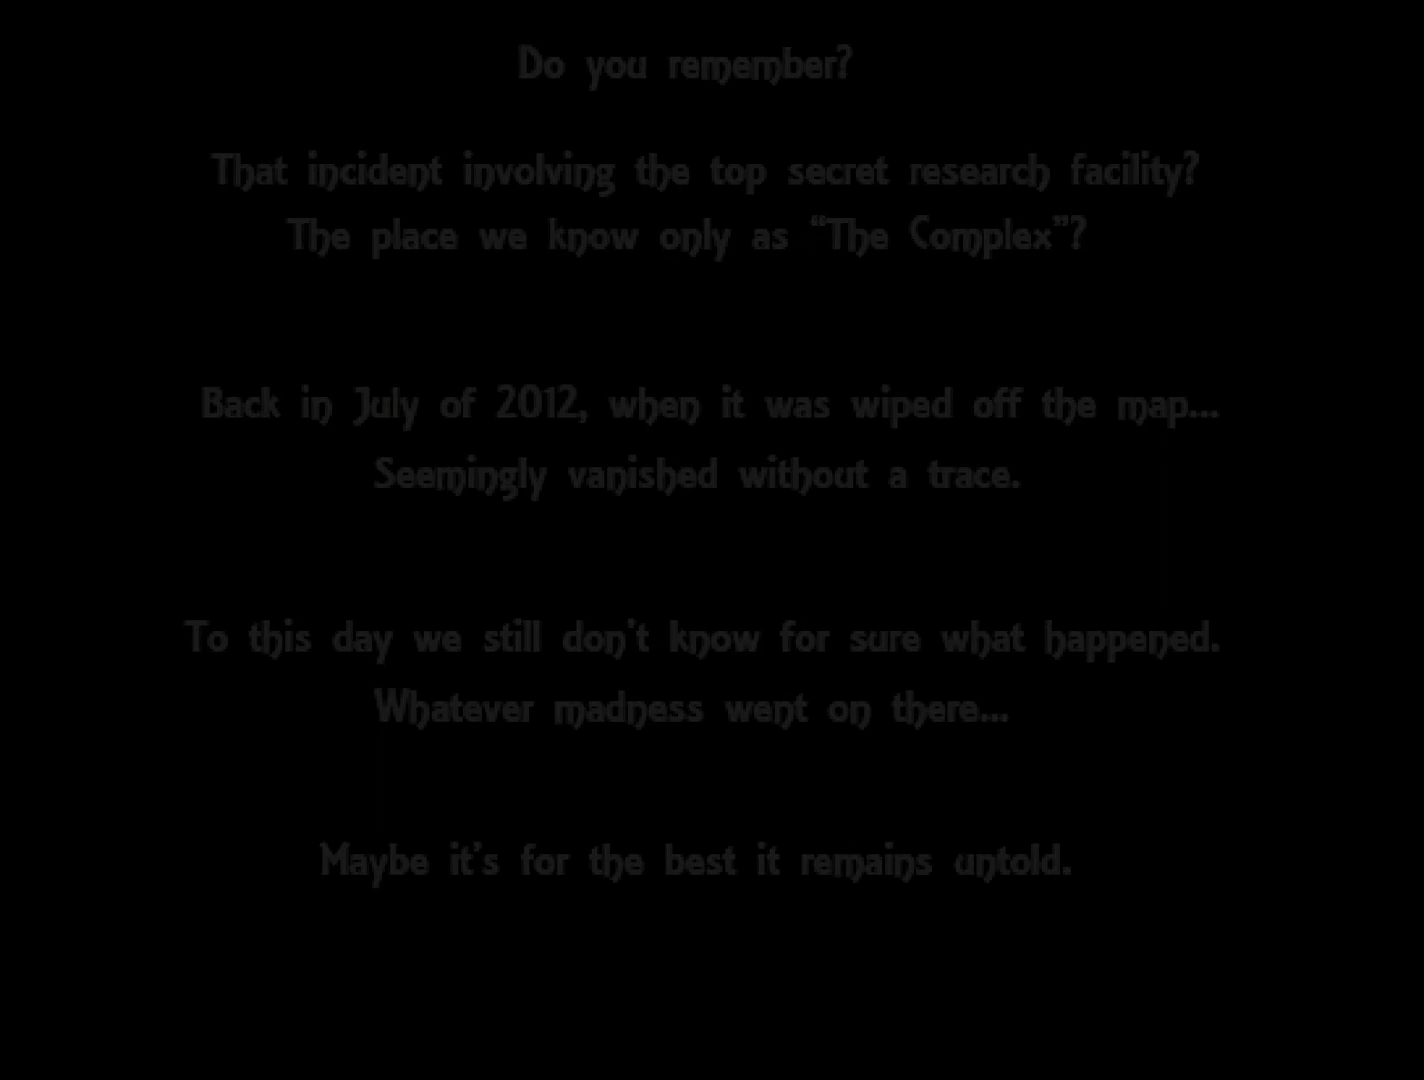 Do you remember?
That incident involving the top secret research facility?
The place we know only as “The Complex”?
Back in July of 2012, when it was wiped off the map...
Seemingly vanished without a trace.
To this day we still don’t know for sure what happened.
Whatever madness went on there...
Maybe it’s for the best it remains untold.